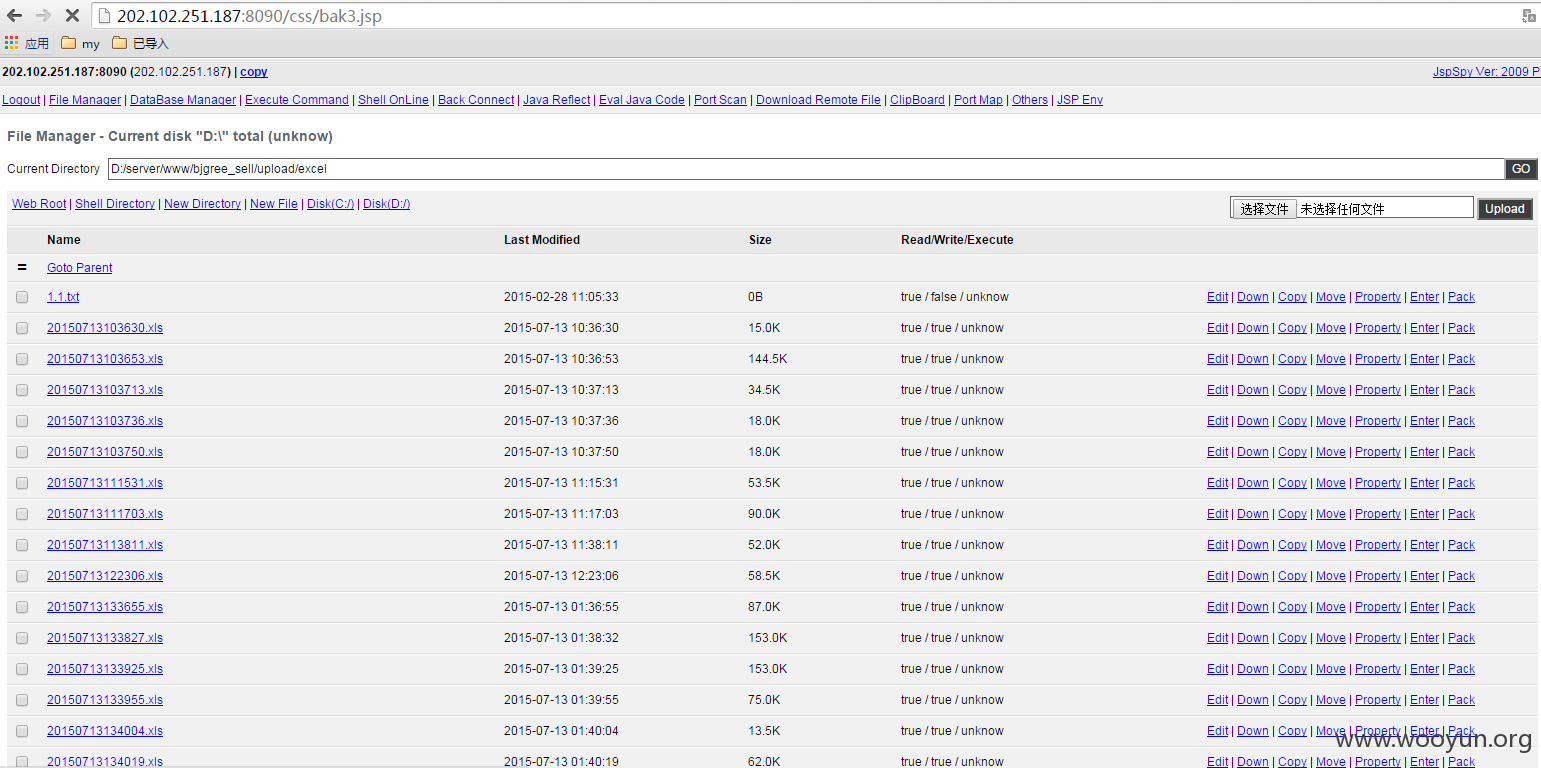 202.102.251.187:8090/css/bak3.jsp
应用 my 已导入
202.102.251.187:8090 (202.102.251.187) | copy JspSpy Ver: 2009 P
Logout | File Manager | DataBase Manager | Execute Command | Shell OnLine | Back Connect | Java Reflect | Eval Java Code | Port Scan | Download Remote File | ClipBoard | Port Map | Others | JSP Env
File Manager - Current disk "D:\" total (unknow)
Current Directory D:/server/www/bjgree_sell/upload/excel GO
Web Root | Shell Directory | New Directory | New File | Disk(C:/) | Disk(D:/) 选择文件 未选择任何文件 Upload
Name Last Modified Size Read/Write/Execute
= Goto Parent
1.1.txt 2015-02-28 11:05:33 0B true / false / unknow Edit | Down | Copy | Move | Property | Enter | Pack
20150713103630.xls 2015-07-13 10:36:30 15.0K true / true / unknow Edit | Down | Copy | Move | Property | Enter | Pack
20150713103653.xls 2015-07-13 10:36:53 144.5K true / true / unknow Edit | Down | Copy | Move | Property | Enter | Pack
20150713103713.xls 2015-07-13 10:37:13 34.5K true / true / unknow Edit | Down | Copy | Move | Property | Enter | Pack
20150713103736.xls 2015-07-13 10:37:36 18.0K true / true / unknow Edit | Down | Copy | Move | Property | Enter | Pack
20150713103750.xls 2015-07-13 10:37:50 18.0K true / true / unknow Edit | Down | Copy | Move | Property | Enter | Pack
20150713111531.xls 2015-07-13 11:15:31 53.5K true / true / unknow Edit | Down | Copy | Move | Property | Enter | Pack
20150713111703.xls 2015-07-13 11:17:03 90.0K true / true / unknow Edit | Down | Copy | Move | Property | Enter | Pack
20150713113811.xls 2015-07-13 11:38:11 52.0K true / true / unknow Edit | Down | Copy | Move | Property | Enter | Pack
20150713122306.xls 2015-07-13 12:23:06 58.5K true / true / unknow Edit | Down | Copy | Move | Property | Enter | Pack
20150713133655.xls 2015-07-13 01:36:55 87.0K true / true / unknow Edit | Down | Copy | Move | Property | Enter | Pack
20150713133827.xls 2015-07-13 01:38:32 153.0K true / true / unknow Edit | Down | Copy | Move | Property | Enter | Pack
20150713133925.xls 2015-07-13 01:39:25 153.0K true / true / unknow Edit | Down | Copy | Move | Property | Enter | Pack
20150713133955.xls 2015-07-13 01:39:55 75.0K true / true / unknow Edit | Down | Copy | Move | Property | Enter | Pack
20150713134004.xls 2015-07-13 01:40:04 13.5K true / true / unknow Edit | Down | Copy | Move | Property | Enter | Pack
www.wooyun.org
20150713134019.xls 2015-07-13 01:40:19 62.0K true / true / unknow Edit | Down | Copy | Move | Property | Enter | Pack